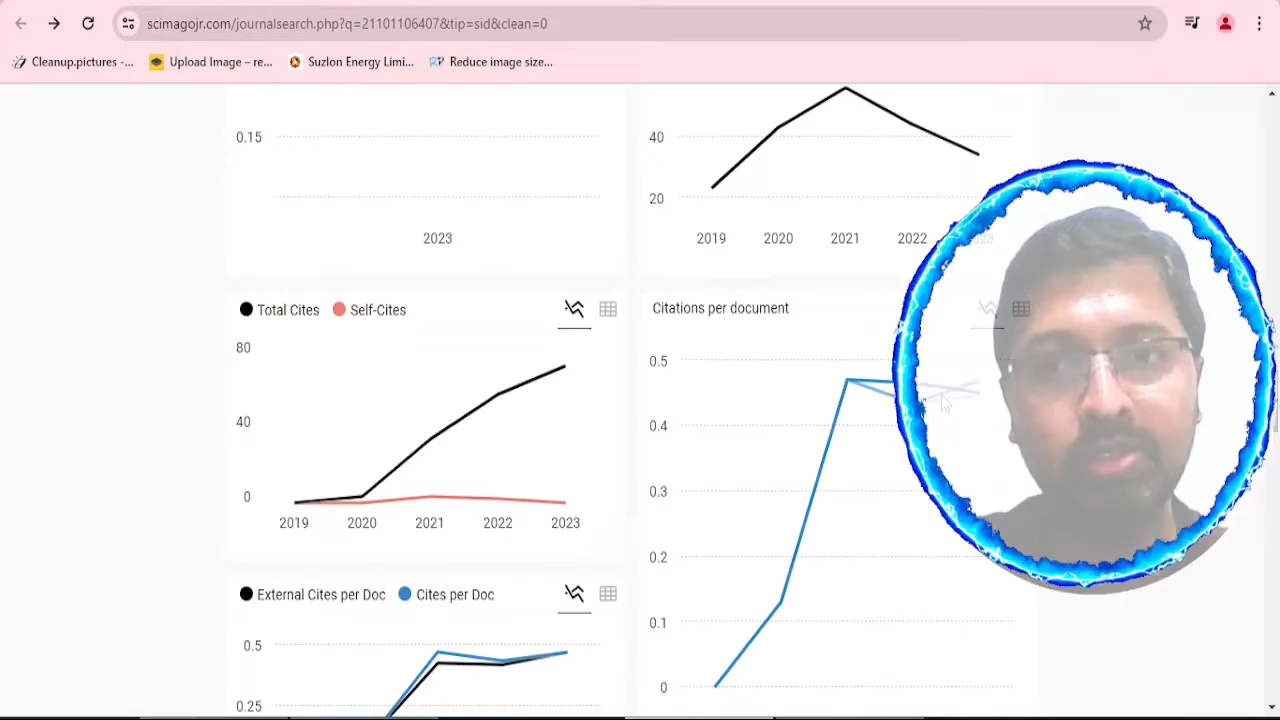 scimagojr.com/journalsearch.php?q=21101106407&tip=sid&clean=0
Cleanup.pictures -... Upload Image – re... Suzlon Energy Limi... Reduce image size...
0.15
2023
40
20
2019 2020 2021 2022 2023
Total Cites Self-Cites
80
40
0
2019 2020 2021 2022 2023
Citations per document
0.5
0.4
0.3
0.2
0.1
0
External Cites per Doc Cites per Doc
0.5
0.25